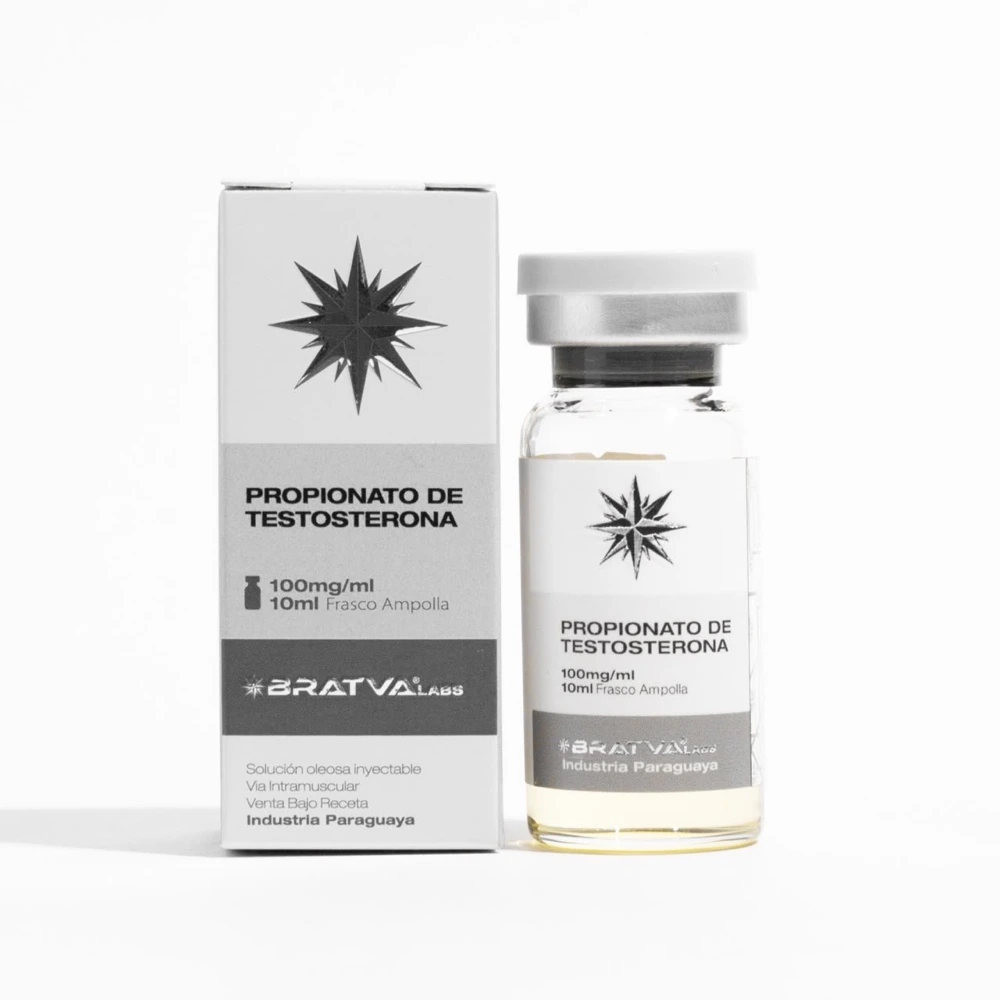 PROPIONATO DE
TESTOSTERONA
100mg/ml
10ml Frasco Ampolla
BRATVA® LABS
Solución oleosa inyectable
Via Intramuscular
Venta Bajo Receta
Industria Paraguaya
PROPIONATO DE
TESTOSTERONA
100mg/ml
10ml Frasco Ampolla
BRATVA® LABS
Industria Paraguaya